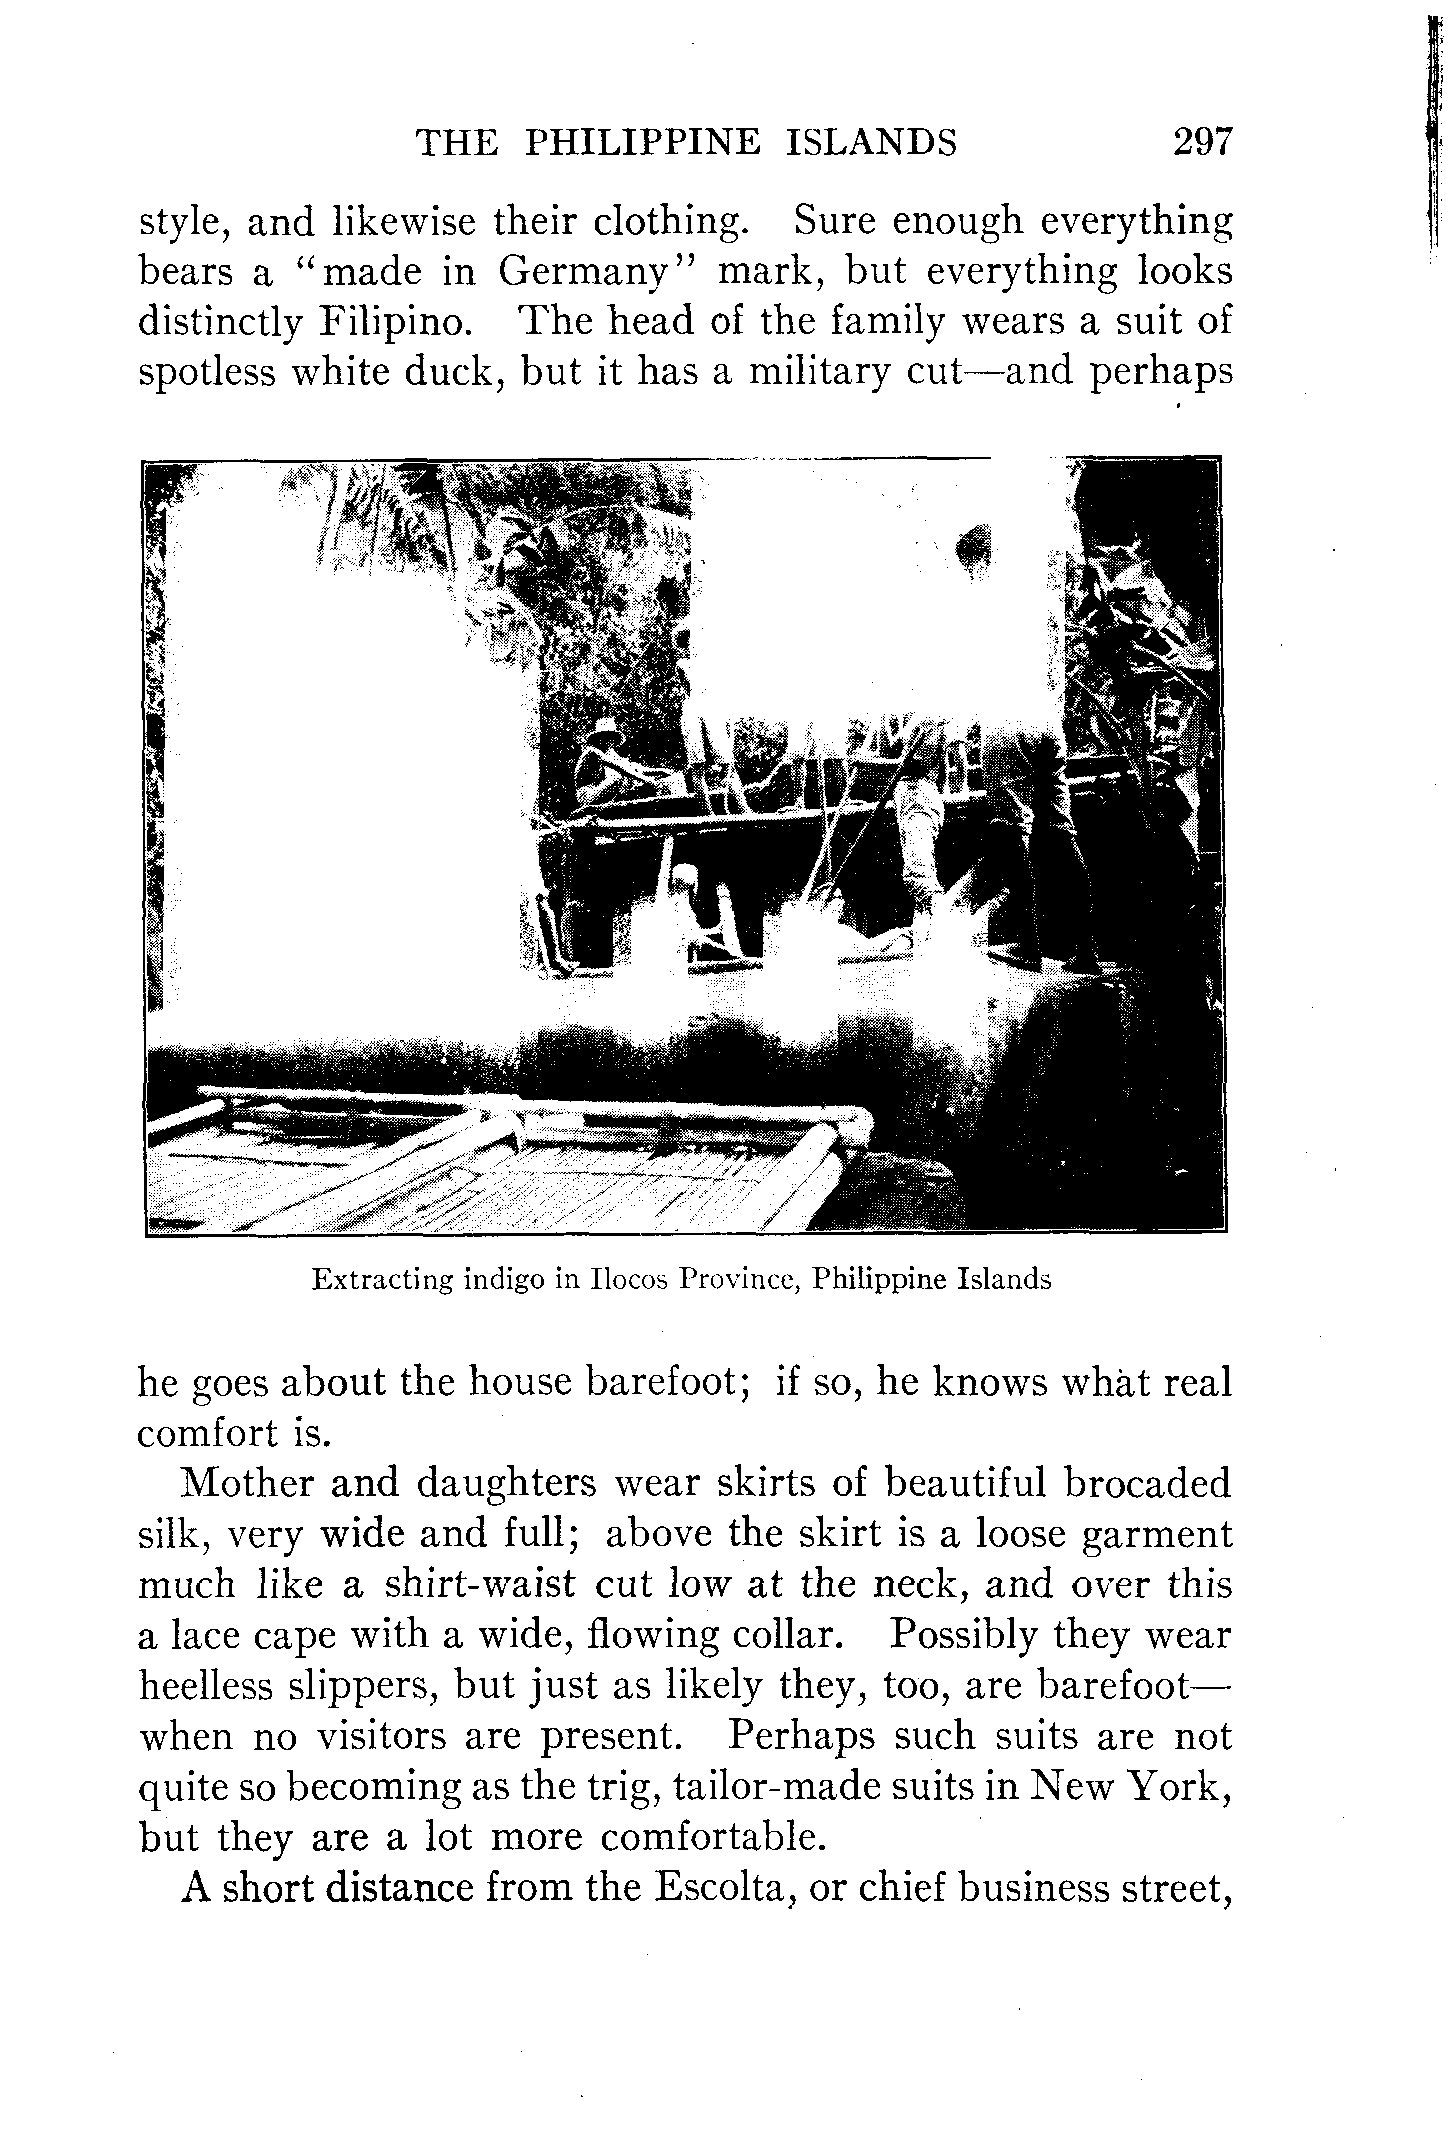 THE PHILIPPINE ISLANDS 297
style, and likewise their clothing. Sure enough everything
bears a "made in Germany" mark, but everything looks
distinctly Filipino. The head of the family wears a suit of
spotless white duck, but it has a military cut—and perhaps
Extracting indigo in Ilocos Province, Philippine Islands
he goes about the house barefoot; if so, he knows what real
comfort is.
Mother and daughters wear skirts of beautiful brocaded
silk, very wide and full; above the skirt is a loose garment
much like a shirt-waist cut low at the neck, and over this
a lace cape with a wide, flowing collar. Possibly they wear
heelless slippers, but just as likely they, too, are barefoot—
when no visitors are present. Perhaps such suits are not
quite so becoming as the trig, tailor-made suits in New York,
but they are a lot more comfortable.
A short distance from the Escolta, or chief business street,